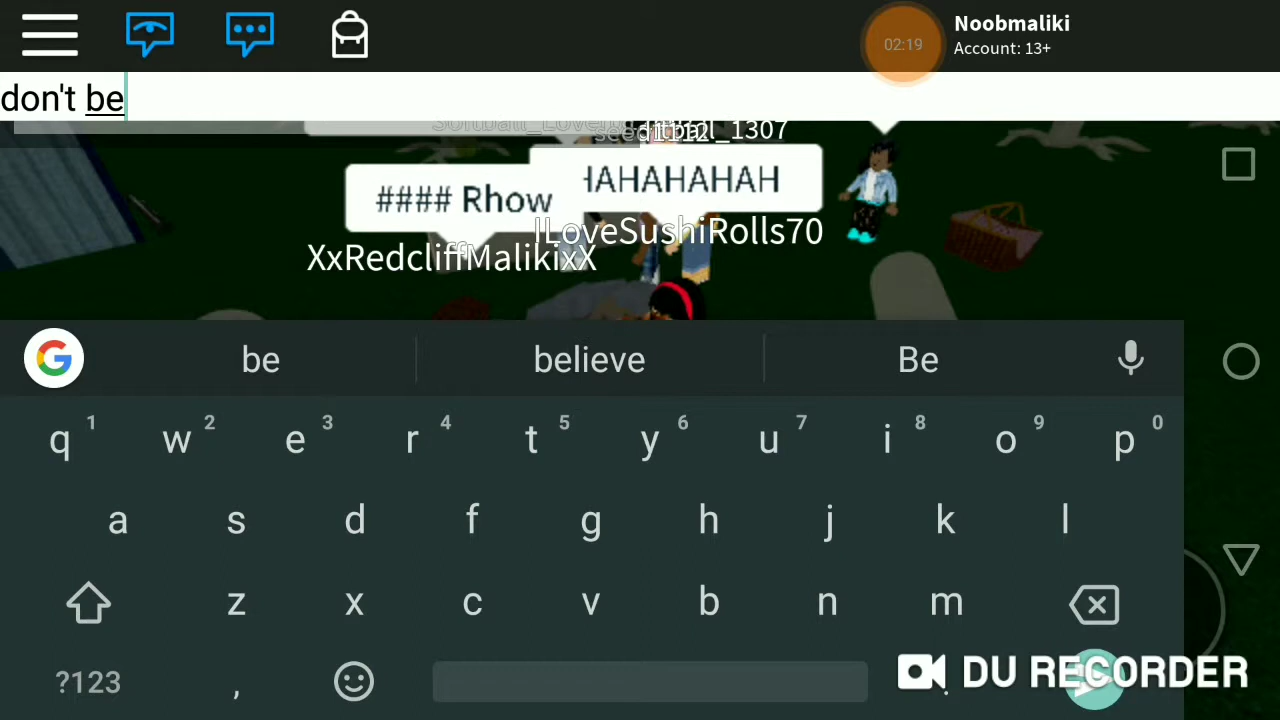 02:19
Noobmaliki
Account: 13+
don't be
1307
HAHAHAHAH
#### Rhow
ILoveSushiRolls70
XxRedcliffMalikixX
G
be
believe
Be
q 1 w 2 e 3 r 4 t 5 y 6 u 7 i 8 o 9 p 0
a s d f g h j k l
z x c v b n m
?123 ,
DU RECORDER